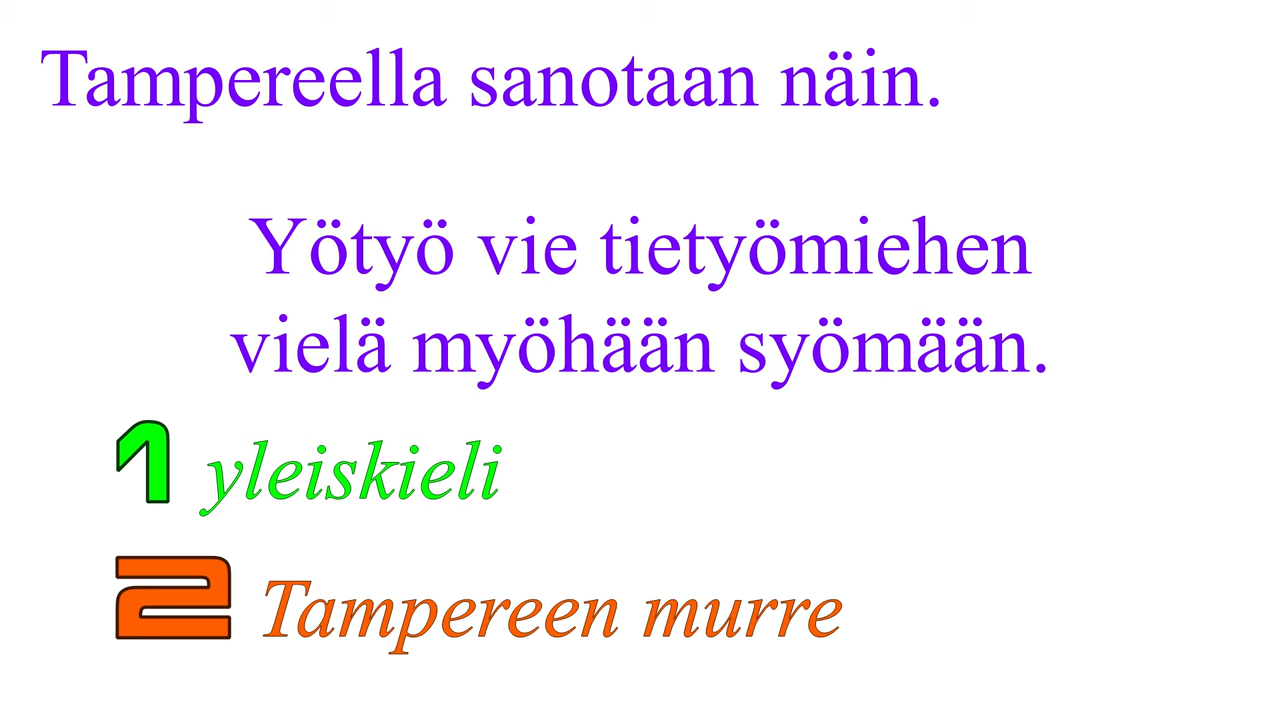 Tampereella sanotaan näin.
Yötyö vie tietyömiehen
vielä myöhään syömään.
1 yleiskieli
2 Tampereen murre